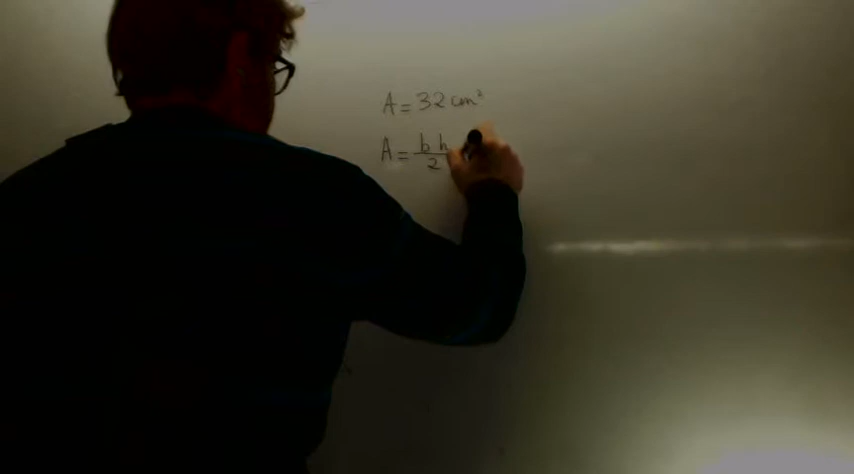 A = 32 cm²
A = b h / 2